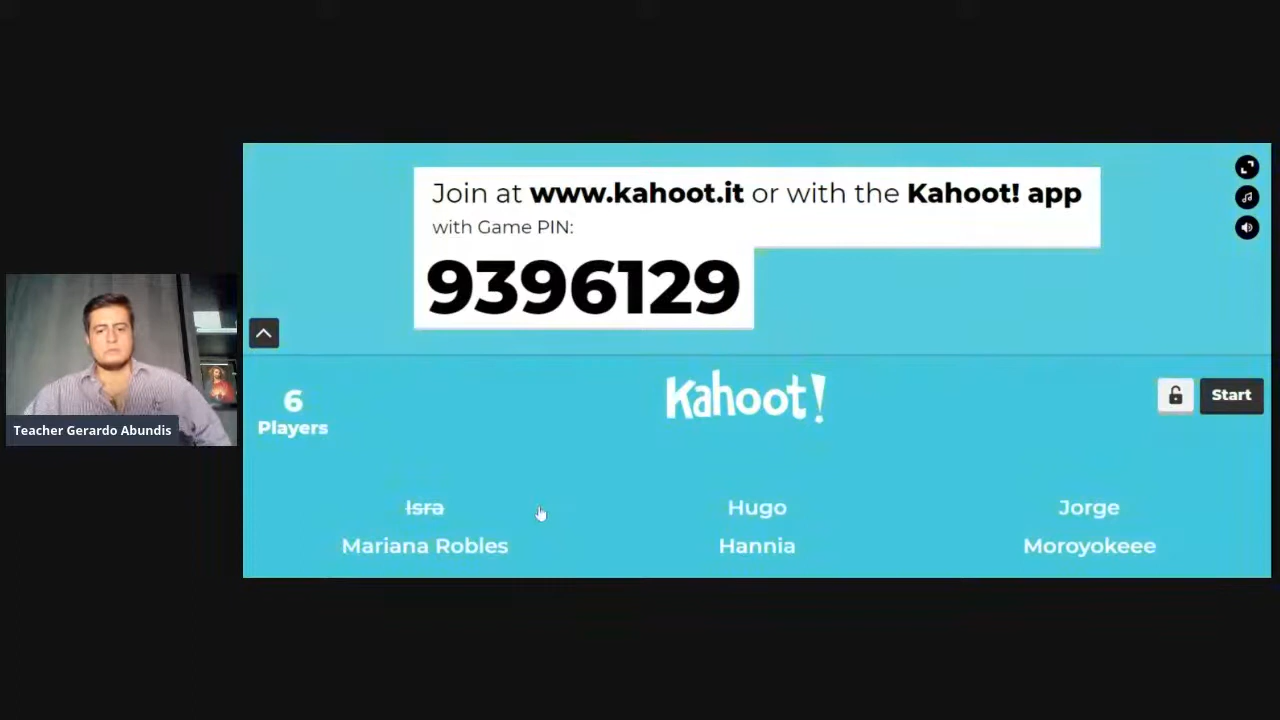 Join at www.kahoot.it or with the Kahoot! app
with Game PIN:
9396129
6
Players
Kahoot!
Start
Isra
Hugo
Jorge
Mariana Robles
Hannia
Moroyokeee
Teacher Gerardo Abundis